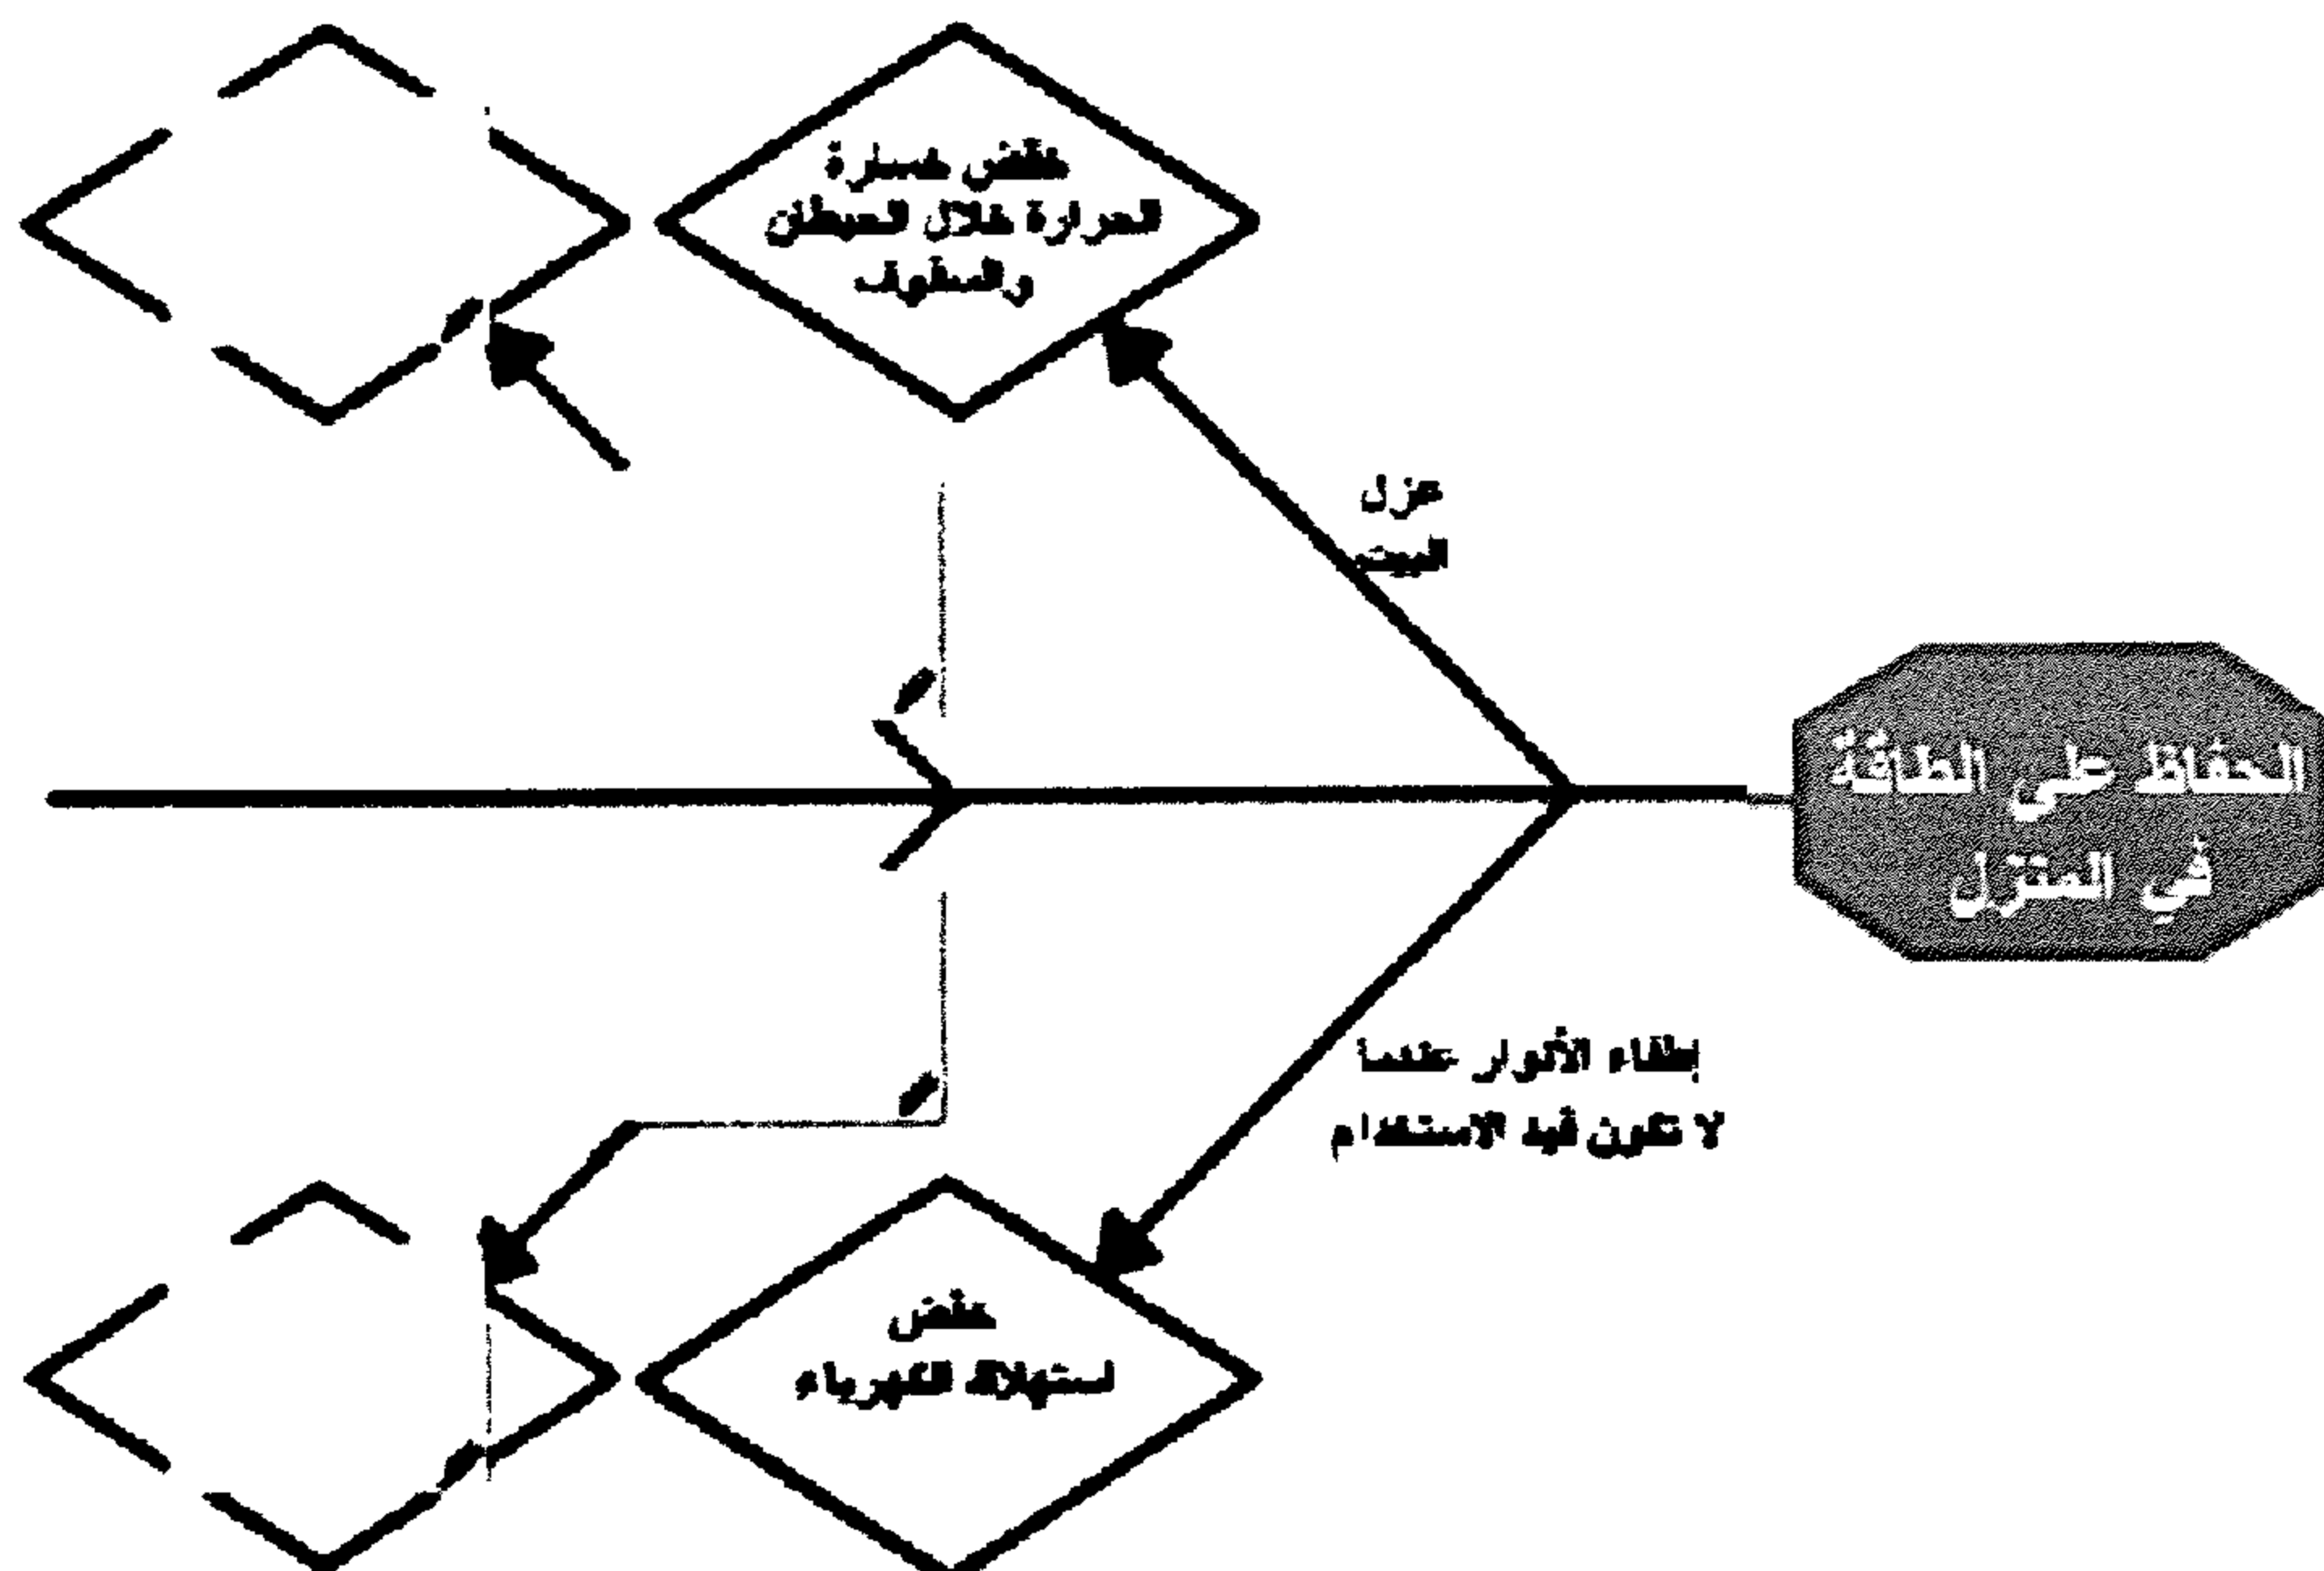 الحفاظ على الطاقة
في المنزل
عزل
البيت
خفض خسارة
الحرارة خلال الحيطان
والسقوف
إطفاء الأنوار عندما
لا تكون قيد الاستخدام
خفض
استهلاك الكهرباء